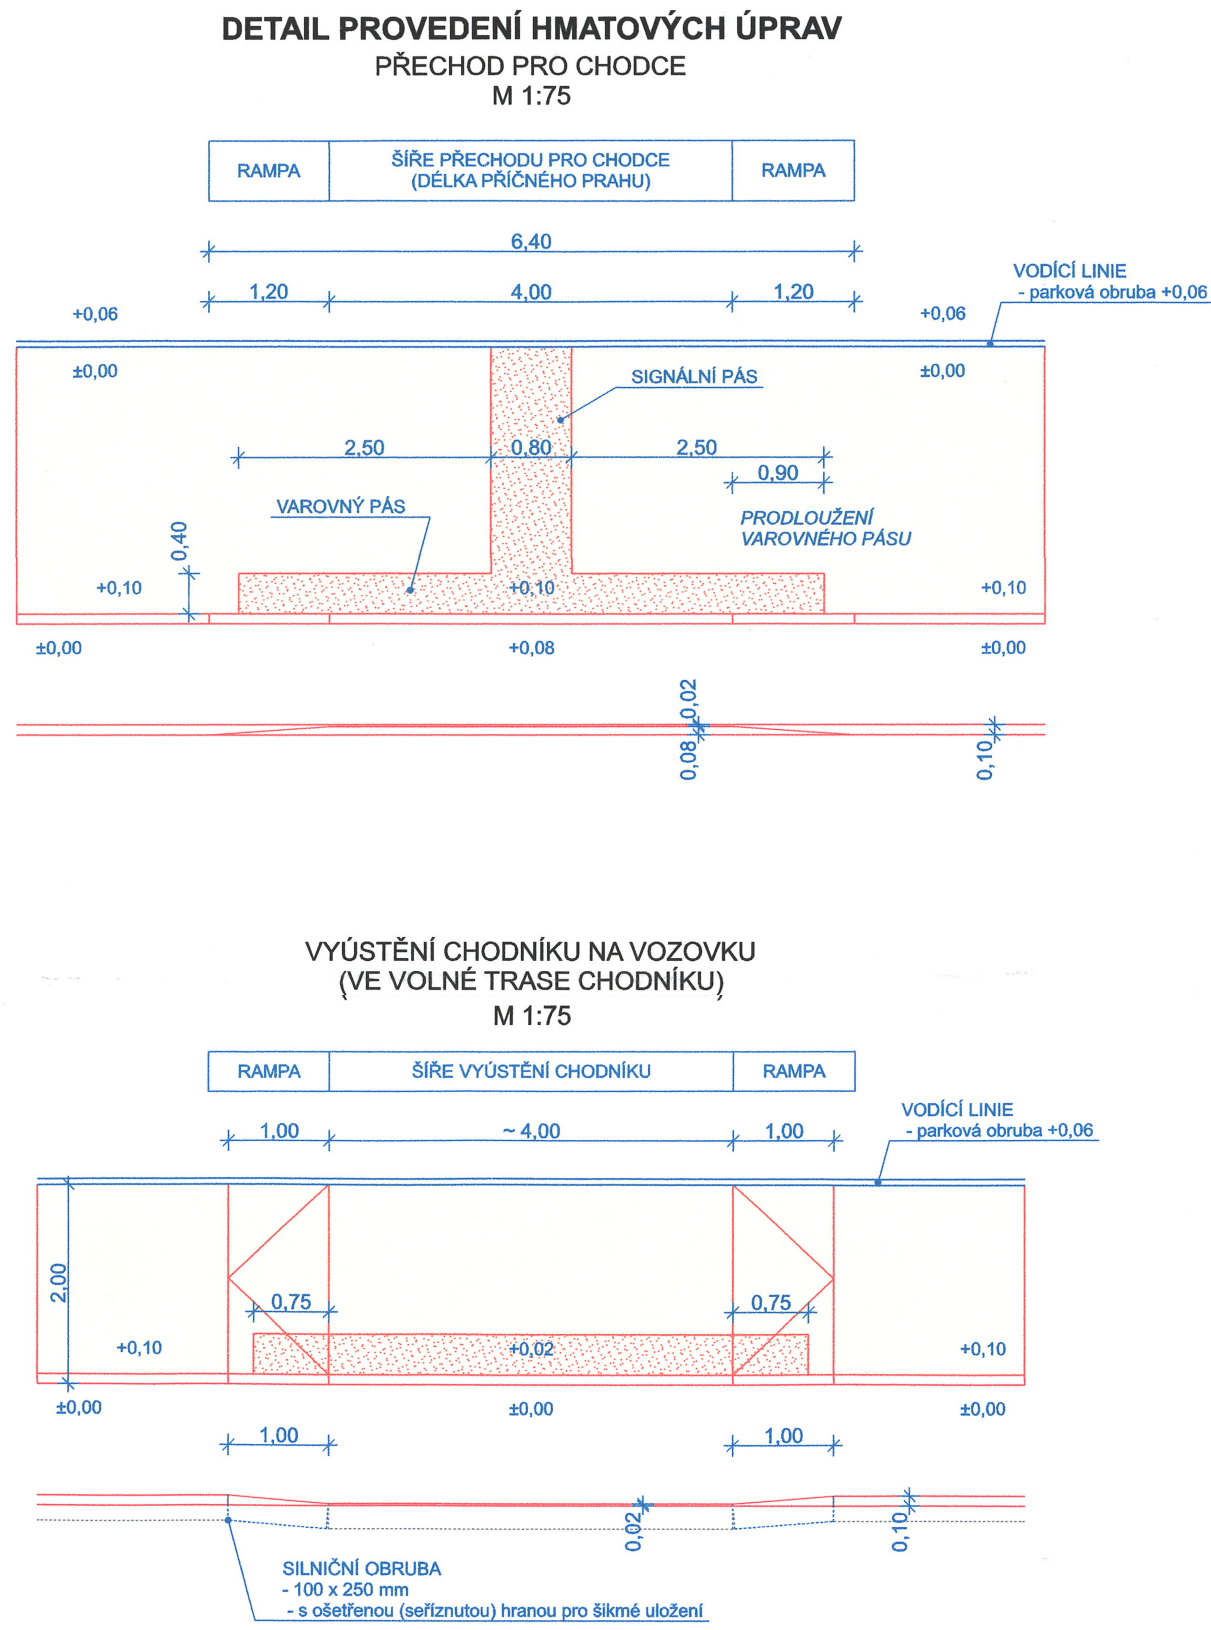 DETAIL PROVEDENÍ HMATOVÝCH ÚPRAV
PŘECHOD PRO CHODCE
M 1:75
RAMPA
ŠÍŘE PŘECHODU PRO CHODCE
(DÉLKA PŘÍČNÉHO PRAHU)
RAMPA
6,40
1,20
4,00
1,20
VODÍCÍ LINIE
- parková obruba +0,06
+0,06
+0,06
±0,00
±0,00
SIGNÁLNÍ PÁS
2,50
0,80
2,50
0,90
VAROVNÝ PÁS
PRODLOUŽENÍ
VAROVNÉHO PÁSU
0,40
+0,10
+0,10
+0,10
±0,00
+0,08
±0,00
0,02
0,08
0,10
VYÚSTĚNÍ CHODNÍKU NA VOZOVKU
(VE VOLNÉ TRASE CHODNÍKU)
M 1:75
RAMPA
ŠÍŘE VYÚSTĚNÍ CHODNÍKU
RAMPA
VODÍCÍ LINIE
- parková obruba +0,06
1,00
~ 4,00
1,00
2,00
0,75
0,75
+0,10
+0,02
+0,10
±0,00
±0,00
±0,00
1,00
1,00
0,02
0,10
SILNIČNÍ OBRUBA
- 100 x 250 mm
- s ošetřenou (seříznutou) hranou pro šikmé uložení